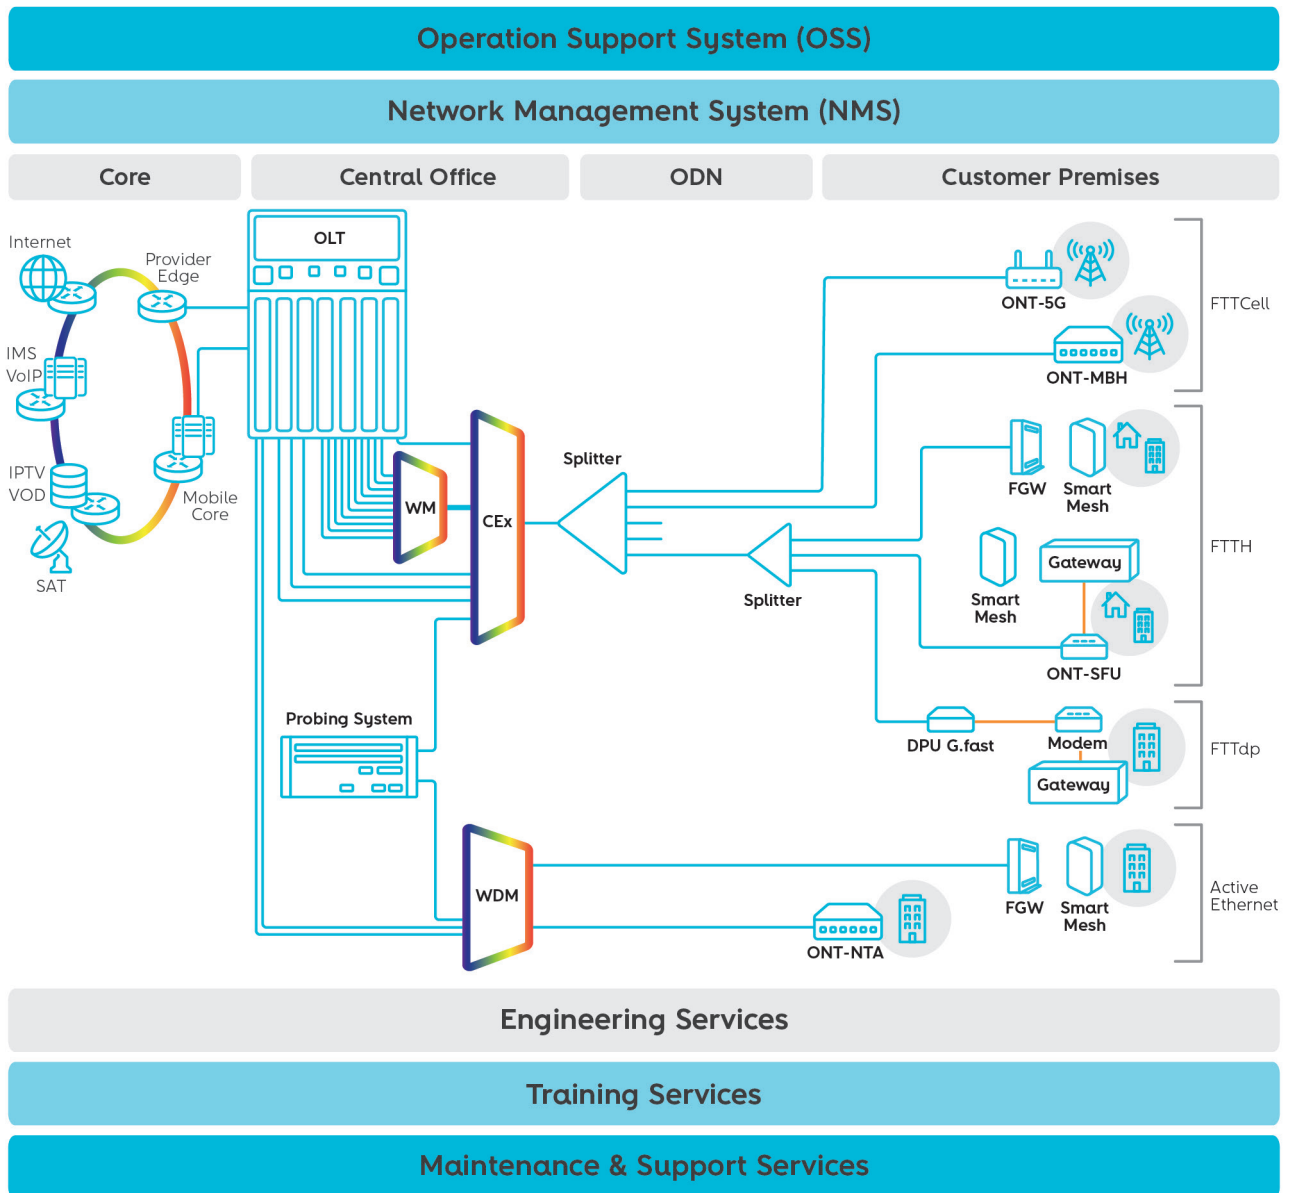 Operation Support System (OSS)
Network Management System (NMS)
Core
Central Office
ODN
Customer Premises
Internet
Provider
Edge
IMS
VoIP
IPTV
VOD
SAT
Mobile
Core
OLT
WM
CEx
Splitter
Splitter
Probing System
WDM
ONT-5G
ONT-MBH
FTTCell
FGW
Smart
Mesh
Smart
Mesh
Gateway
ONT-SFU
FTTH
DPU G.fast
Modem
Gateway
FTTdp
FGW
Smart
Mesh
ONT-NTA
Active
Ethernet
Engineering Services
Training Services
Maintenance & Support Services